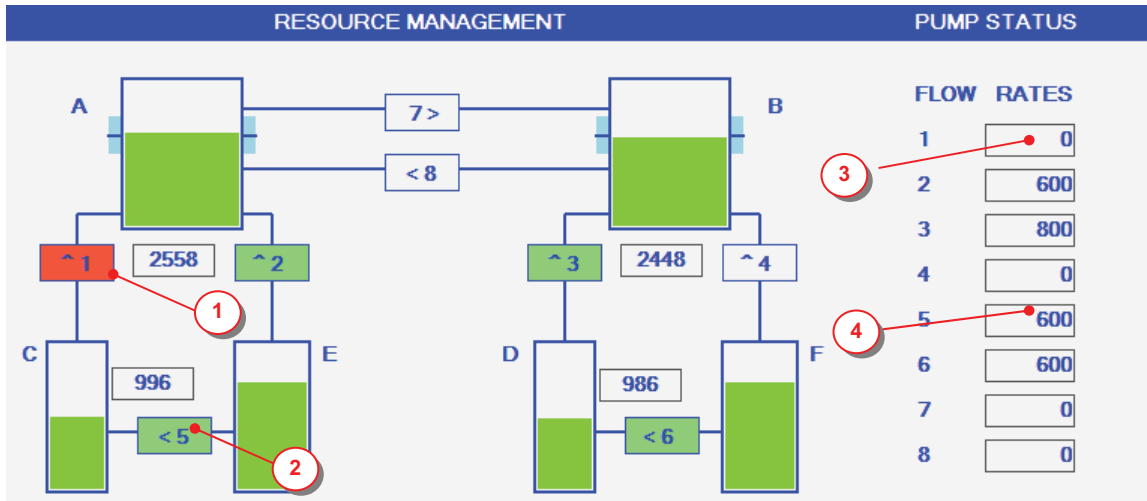 RESOURCE MANAGEMENT
PUMP STATUS
A
7 >
B
< 8
^ 1
2558
^ 2
^ 3
2448
^ 4
1
C
E
D
F
996
986
< 5
< 6
2
FLOW RATES
1 0
3
2 600
3 800
4 0
4
5 600
6 600
7 0
8 0